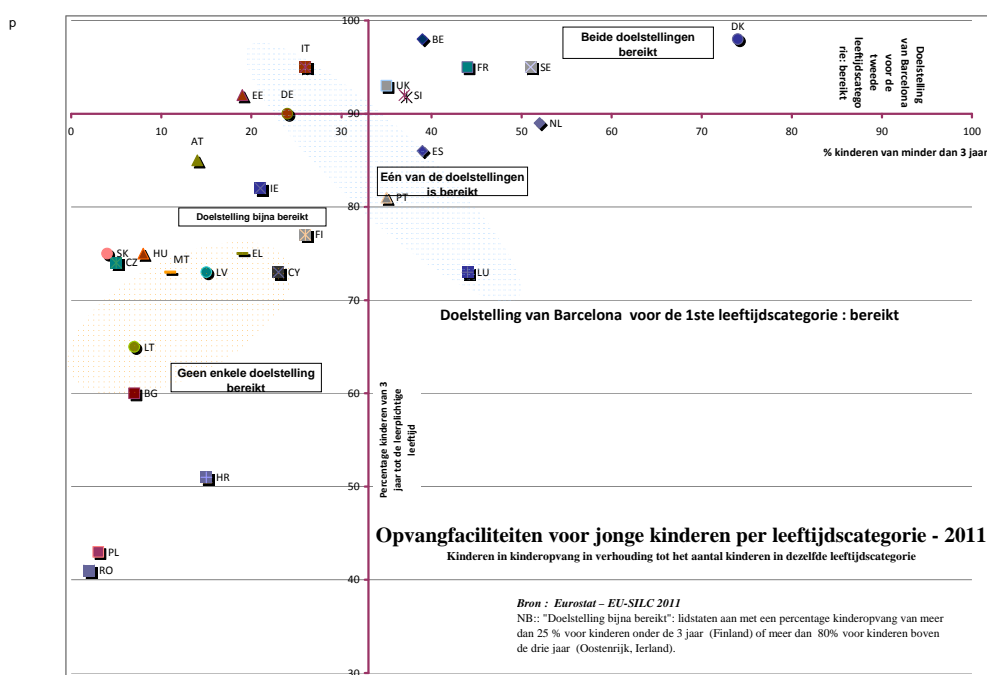 p
100
IT
BE
Beide doelstellingen
bereikt
DK
Doelstelling
van Barcelona
voor de
tweede
leeftijdscatego
rie: bereikt
FR
SE
EE
DE
UK
SI
90
0
10
20
30
40
50
60
70
80
90
100
NL
AT
ES
% kinderen van minder dan 3 jaar
IE
Eén van de doelstellingen
is bereikt
PT
80
Doelstelling bijna bereikt
FI
SK
HU
EL
CZ
MT
LV
CY
LU
70
Doelstelling van Barcelona voor de 1ste leeftijdscategorie : bereikt
LT
Geen enkele doelstelling
bereikt
60
BG
Percentage kinderen van 3
jaar tot de leerplichtige
leeftijd
HR
50
Opvangfaciliteiten voor jonge kinderen per leeftijdscategorie - 2011
Kinderen in kinderopvang in verhouding tot het aantal kinderen in dezelfde leeftijdscategorie
PL
RO
40
Bron : Eurostat – EU-SILC 2011
NB:: "Doelstelling bijna bereikt": lidstaten aan met een percentage kinderopvang van meer
dan 25 % voor kinderen onder de 3 jaar (Finland) of meer dan 80% voor kinderen boven
de drie jaar (Oostenrijk, Ierland).
30